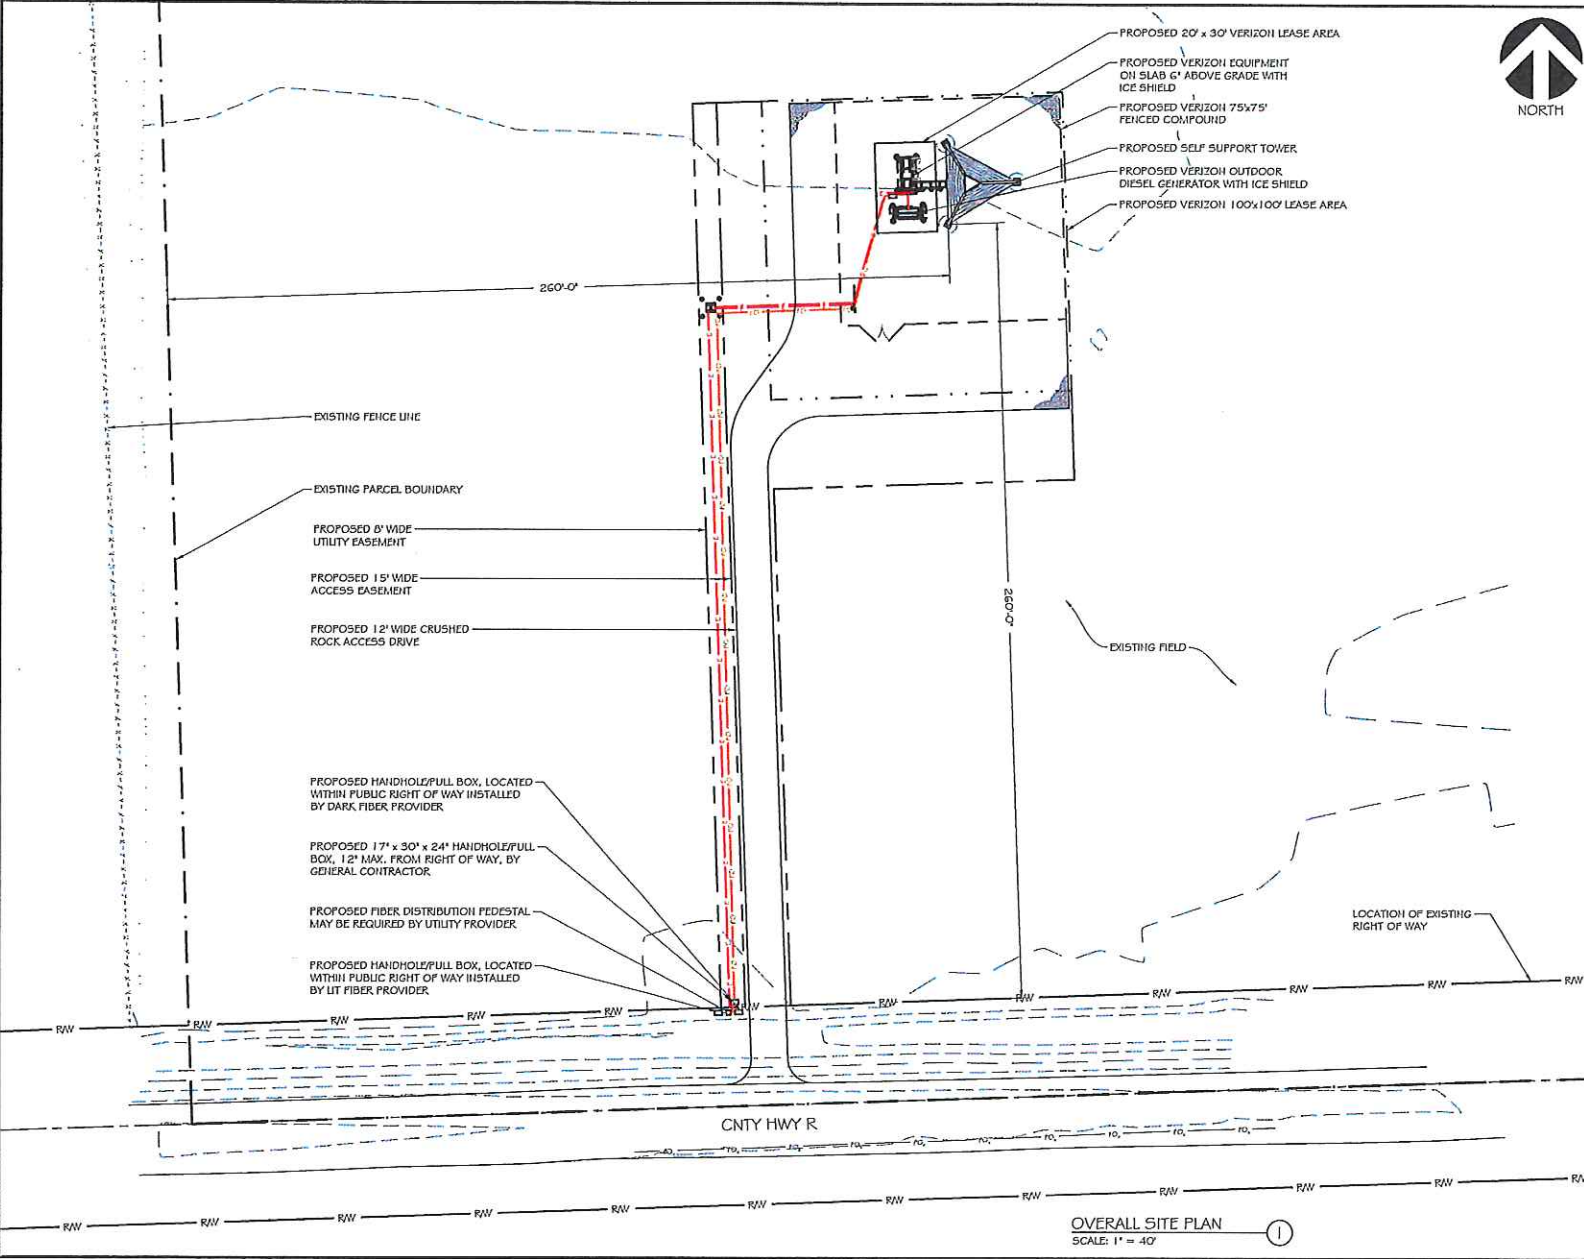 PROPOSED 20' x 30' VERIZON LEASE AREA
PROPOSED VERIZON EQUIPMENT
ON SLAB 6' ABOVE GRADE WITH
ICE SHIELD
PROPOSED VERIZON 75'x75'
FENCED COMPOUND
PROPOSED SELF SUPPORT TOWER
PROPOSED VERIZON OUTDOOR
DIESEL GENERATOR WITH ICE SHIELD
PROPOSED VERIZON 100'x100' LEASE AREA
NORTH
260'-0"
EXISTING FENCE LINE
EXISTING PARCEL BOUNDARY
PROPOSED 8' WIDE
UTILITY EASEMENT
PROPOSED 15' WIDE
ACCESS EASEMENT
PROPOSED 12' WIDE CRUSHED
ROCK ACCESS DRIVE
260'-0"
EXISTING FIELD
PROPOSED HANDHOLE/PULL BOX, LOCATED
WITHIN PUBLIC RIGHT OF WAY INSTALLED
BY DARK FIBER PROVIDER
PROPOSED 17" x 30" x 24" HANDHOLE/PULL
BOX, 12" MAX. FROM RIGHT OF WAY, BY
GENERAL CONTRACTOR
PROPOSED FIBER DISTRIBUTION PEDESTAL
MAY BE REQUIRED BY UTILITY PROVIDER
PROPOSED HANDHOLE/PULL BOX, LOCATED
WITHIN PUBLIC RIGHT OF WAY INSTALLED
BY LIT FIBER PROVIDER
LOCATION OF EXISTING
RIGHT OF WAY
R/W R/W R/W R/W R/W R/W R/W R/W R/W R/W R/W R/W
CNTY HWY R
R/W R/W R/W R/W R/W R/W R/W R/W R/W R/W R/W R/W
OVERALL SITE PLAN
SCALE: 1" = 40'
1